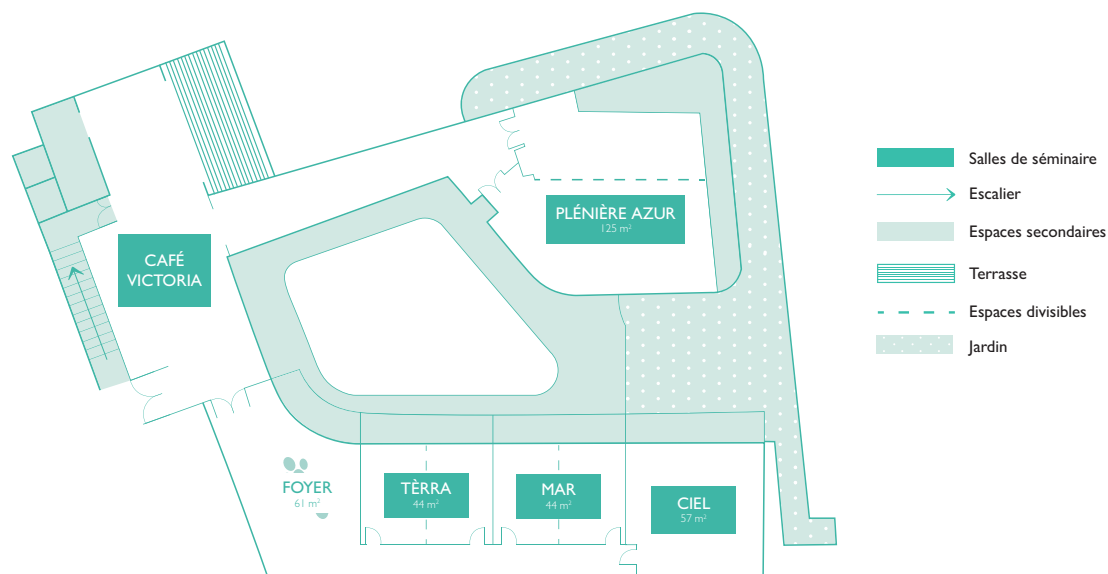 PLÉNIÈRE AZUR
125 m²
CAFÉ
VICTORIA
FOYER
61 m²
TÈRRA
44 m²
MAR
44 m²
CIEL
57 m²
Salles de séminaire
Escalier
Espaces secondaires
Terrasse
Espaces divisibles
Jardin